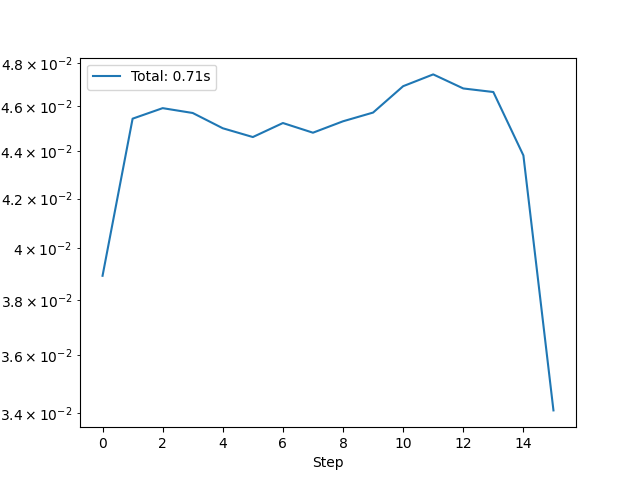 Total: 0.71s
4.8 × 10⁻²
4.6 × 10⁻²
4.4 × 10⁻²
4.2 × 10⁻²
4 × 10⁻²
3.8 × 10⁻²
3.6 × 10⁻²
3.4 × 10⁻²
0 2 4 6 8 10 12 14
Step